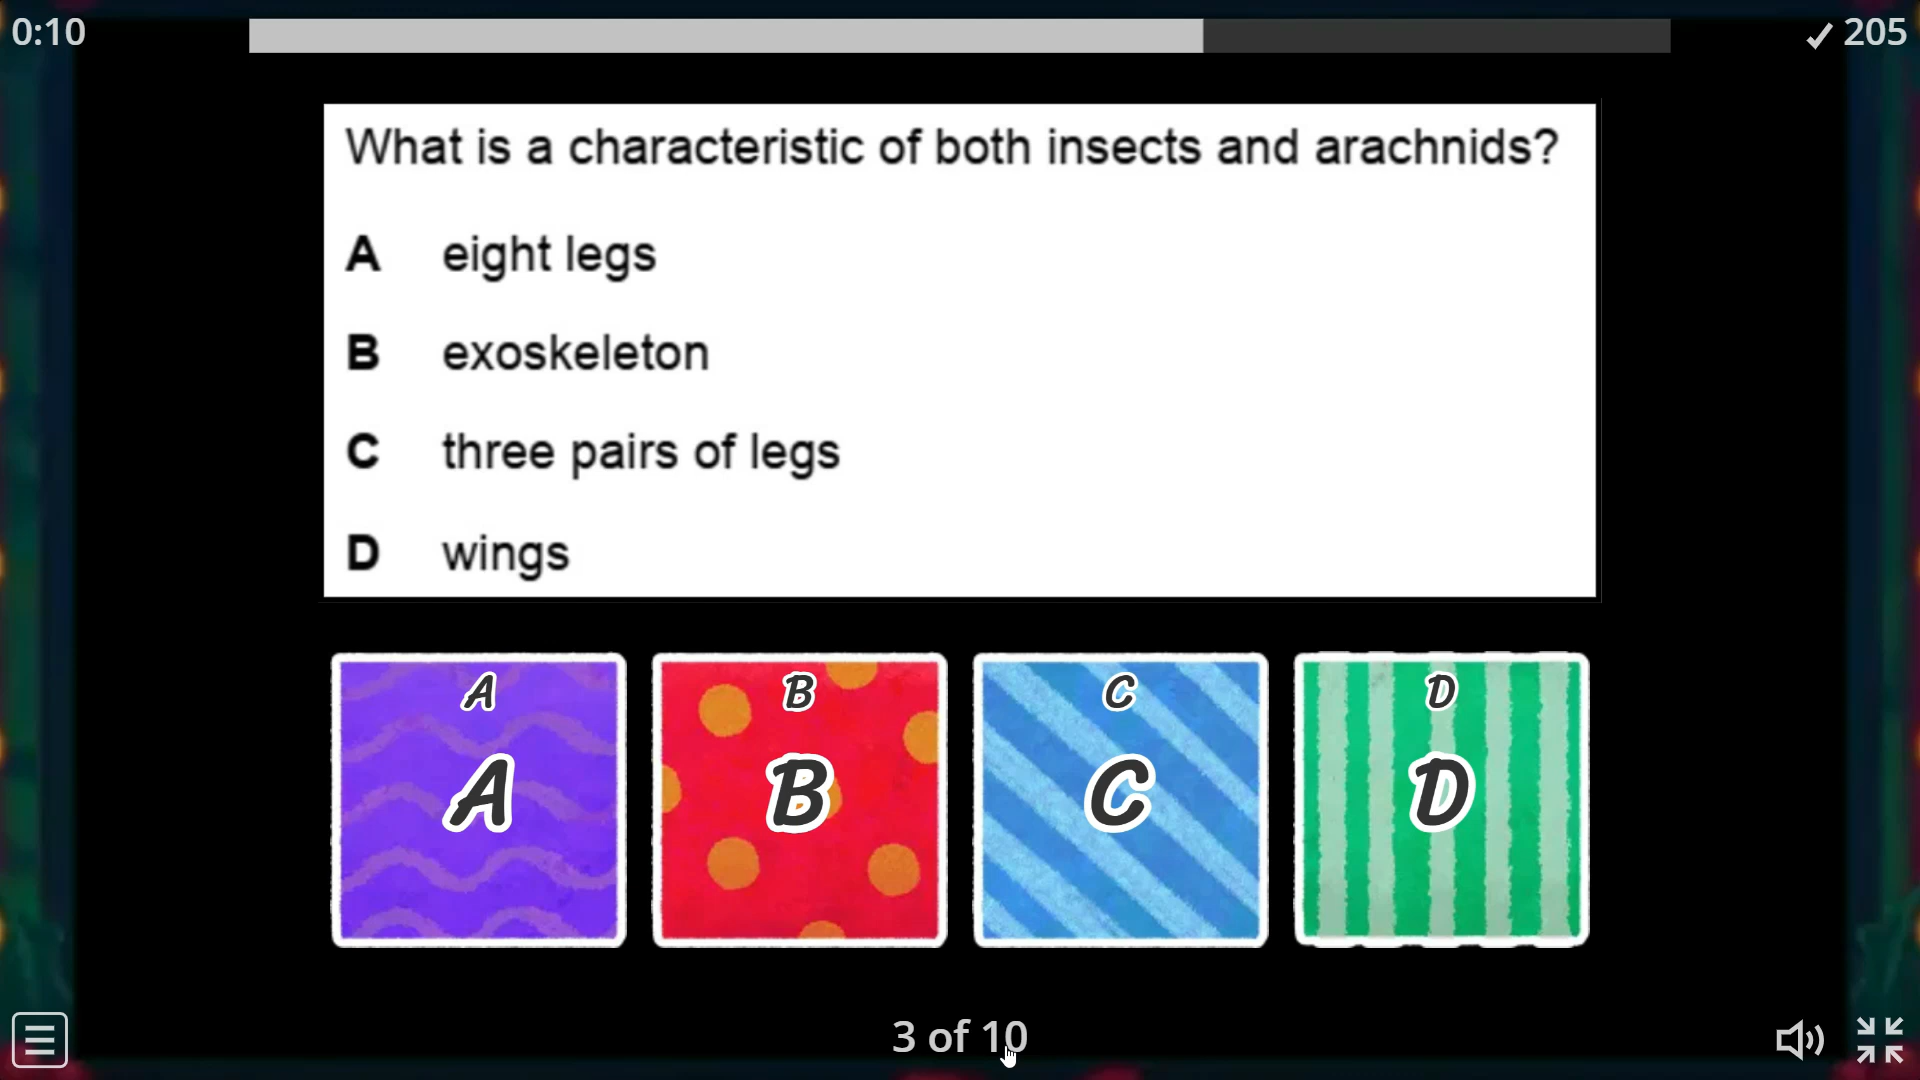 0:10
✓ 205
What is a characteristic of both insects and arachnids?
A eight legs
B exoskeleton
C three pairs of legs
D wings
A B C D
A B C D
3 of 10